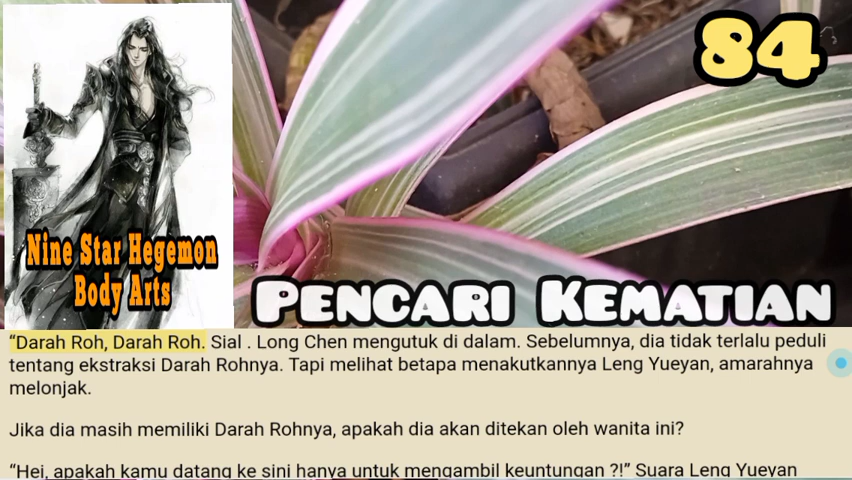 84
Nine Star Hegemon
Body Arts
PENCARI KEMATIAN
“Darah Roh, Darah Roh. Sial . Long Chen mengutuk di dalam. Sebelumnya, dia tidak terlalu peduli
tentang ekstraksi Darah Rohnya. Tapi melihat betapa menakutkannya Leng Yueyan, amarahnya
melonjak.
Jika dia masih memiliki Darah Rohnya, apakah dia akan ditekan oleh wanita ini?
“Hei, apakah kamu datang ke sini hanya untuk mengambil keuntungan ?!” Suara Leng Yueyan